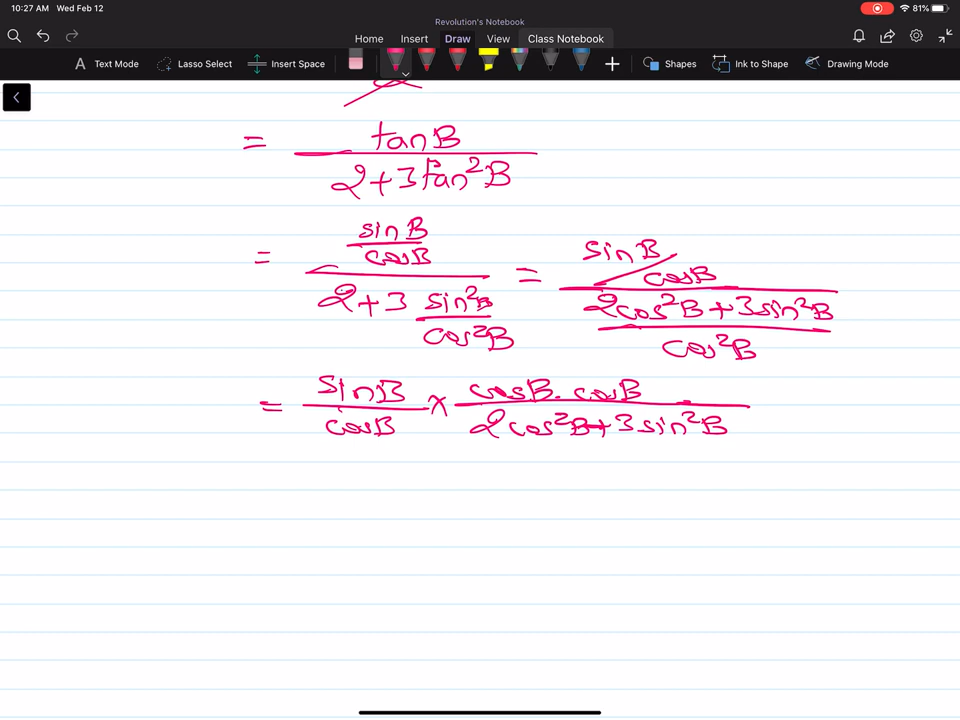 10:27 AM Wed Feb 12
81%
Revolution's Notebook
Home Insert Draw View Class Notebook
Text Mode Lasso Select Insert Space Shapes Ink to Shape Drawing Mode
= tanB
2+3tan²B
= sinB/cosB / 2+3 sin²B/cos²B = sinB/cosB / 2cos²B+3sin²B/cos²B
= sinB/cosB × cosB.cosB / 2cos²B+3sin²B